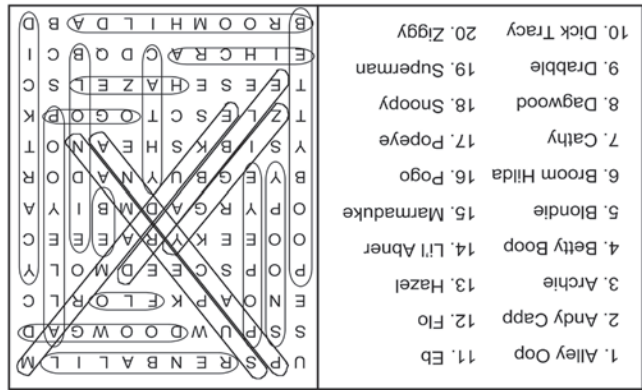 1. Alley Oop 11. Eb
2. Andy Capp 12. Flo
3. Archie 13. Hazel
4. Betty Boop 14. Li'l Abner
5. Blondie 15. Marmaduke
6. Broom Hilda 16. Pogo
7. Cathy 17. Popeye
8. Dagwood 18. Snoopy
9. Drabble 19. Superman
10. Dick Tracy 20. Ziggy
U P S R E N B A L I L M
S S P U W D O O W G A D
E N O A P K F L O R L C
P O P S C E E D M O L Y
O O E E K Y R A E E E C
O P Y R G A D M B I Y A
B Y E G B U Y N A D O R
Y S I B K S H E A N O T
T Z L E S C T O G O P K
T E E S E H A Z E L S C
E I H C R A C D Q B C I
B R O O M H I L D A B D